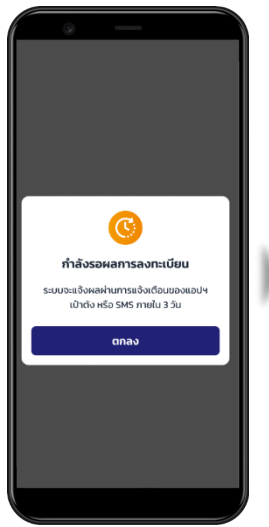 กำลังรอผลการลงทะเบียน
ระบบจะแจ้งผลผ่านการแจ้งเตือนของแอปฯ
เป๋าตัง หรือ SMS ภายใน 3 วัน
ตกลง